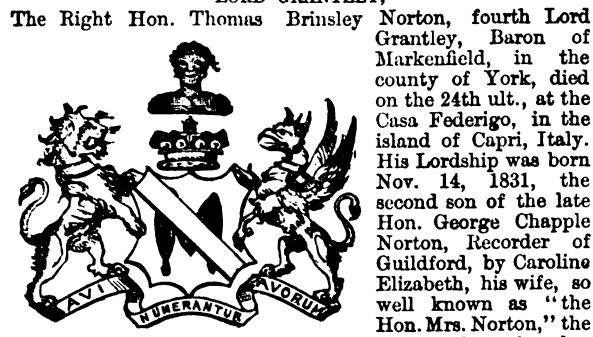 LORD GRANTLEY,
The Right Hon. Thomas Brinsley Norton, fourth Lord
Grantley, Baron of
Markenfield, in the
county of York, died
on the 24th ult., at the
Casa Federigo, in the
island of Capri, Italy.
His Lordship was born
Nov. 14, 1831, the
second son of the late
Hon. George Chapple
Norton, Recorder of
Guildford, by Caroline
Elizabeth, his wife, so
well known as "the
Hon. Mrs. Norton," the
AVI NUMERANTUR AVORUM